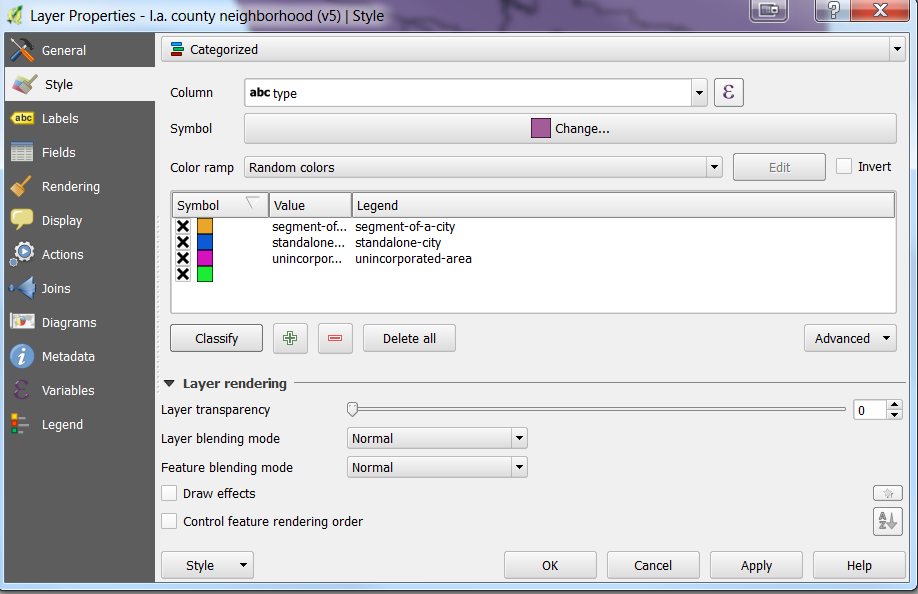 Layer Properties - l.a. county neighborhood (v5) | Style
General
Style
abc Labels
Fields
Rendering
Display
Actions
Joins
Diagrams
Metadata
Variables
Legend
Categorized
Column abc type ε
Symbol Change...
Color ramp Random colors Edit Invert
Symbol Value Legend
segment-of... segment-of-a-city
standalone... standalone-city
unincorpor... unincorporated-area
Classify Delete all Advanced
Layer rendering
Layer transparency 0
Layer blending mode Normal
Feature blending mode Normal
Draw effects
Control feature rendering order
Style OK Cancel Apply Help